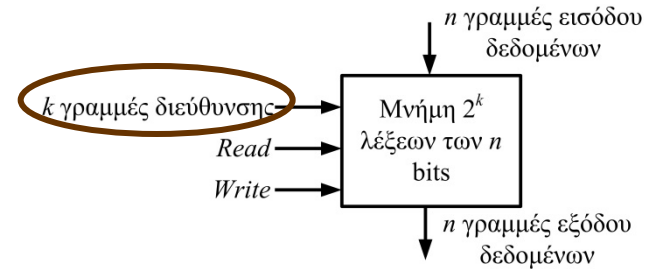 n γραμμές εισόδου
δεδομένων
k γραμμές διεύθυνσης
Read
Write
Μνήμη 2^k
λέξεων των n
bits
n γραμμές εξόδου
δεδομένων